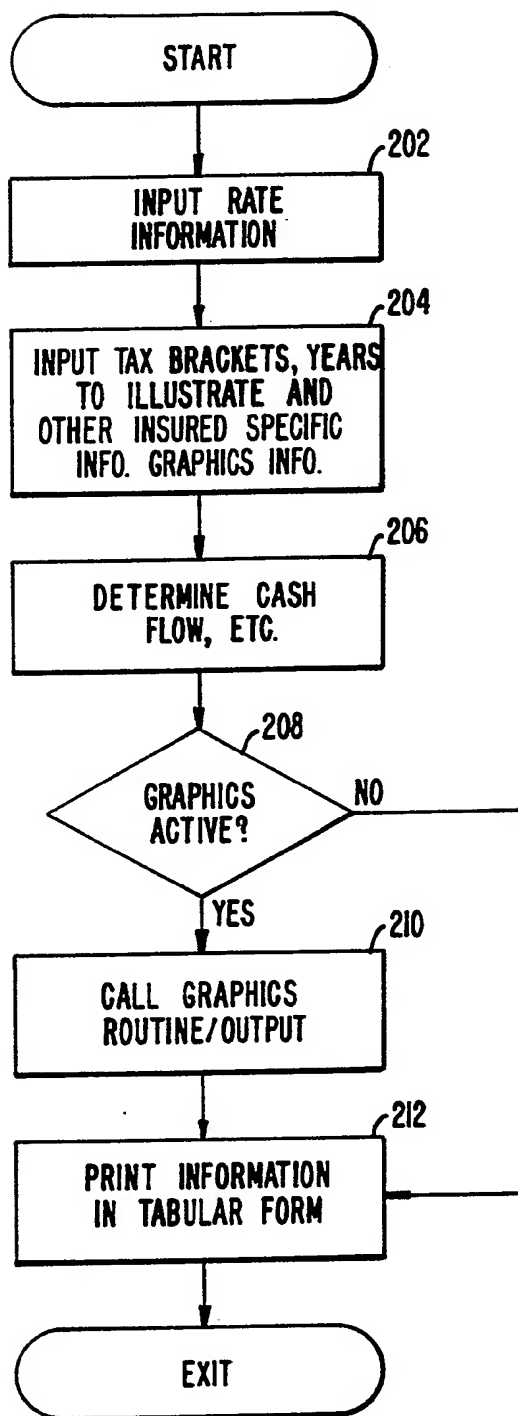 START
202
INPUT RATE
INFORMATION
204
INPUT TAX BRACKETS, YEARS
TO ILLUSTRATE AND
OTHER INSURED SPECIFIC
INFO. GRAPHICS INFO.
206
DETERMINE CASH
FLOW, ETC.
208
GRAPHICS
ACTIVE?
NO
YES
210
CALL GRAPHICS
ROUTINE/OUTPUT
212
PRINT INFORMATION
IN TABULAR FORM
EXIT